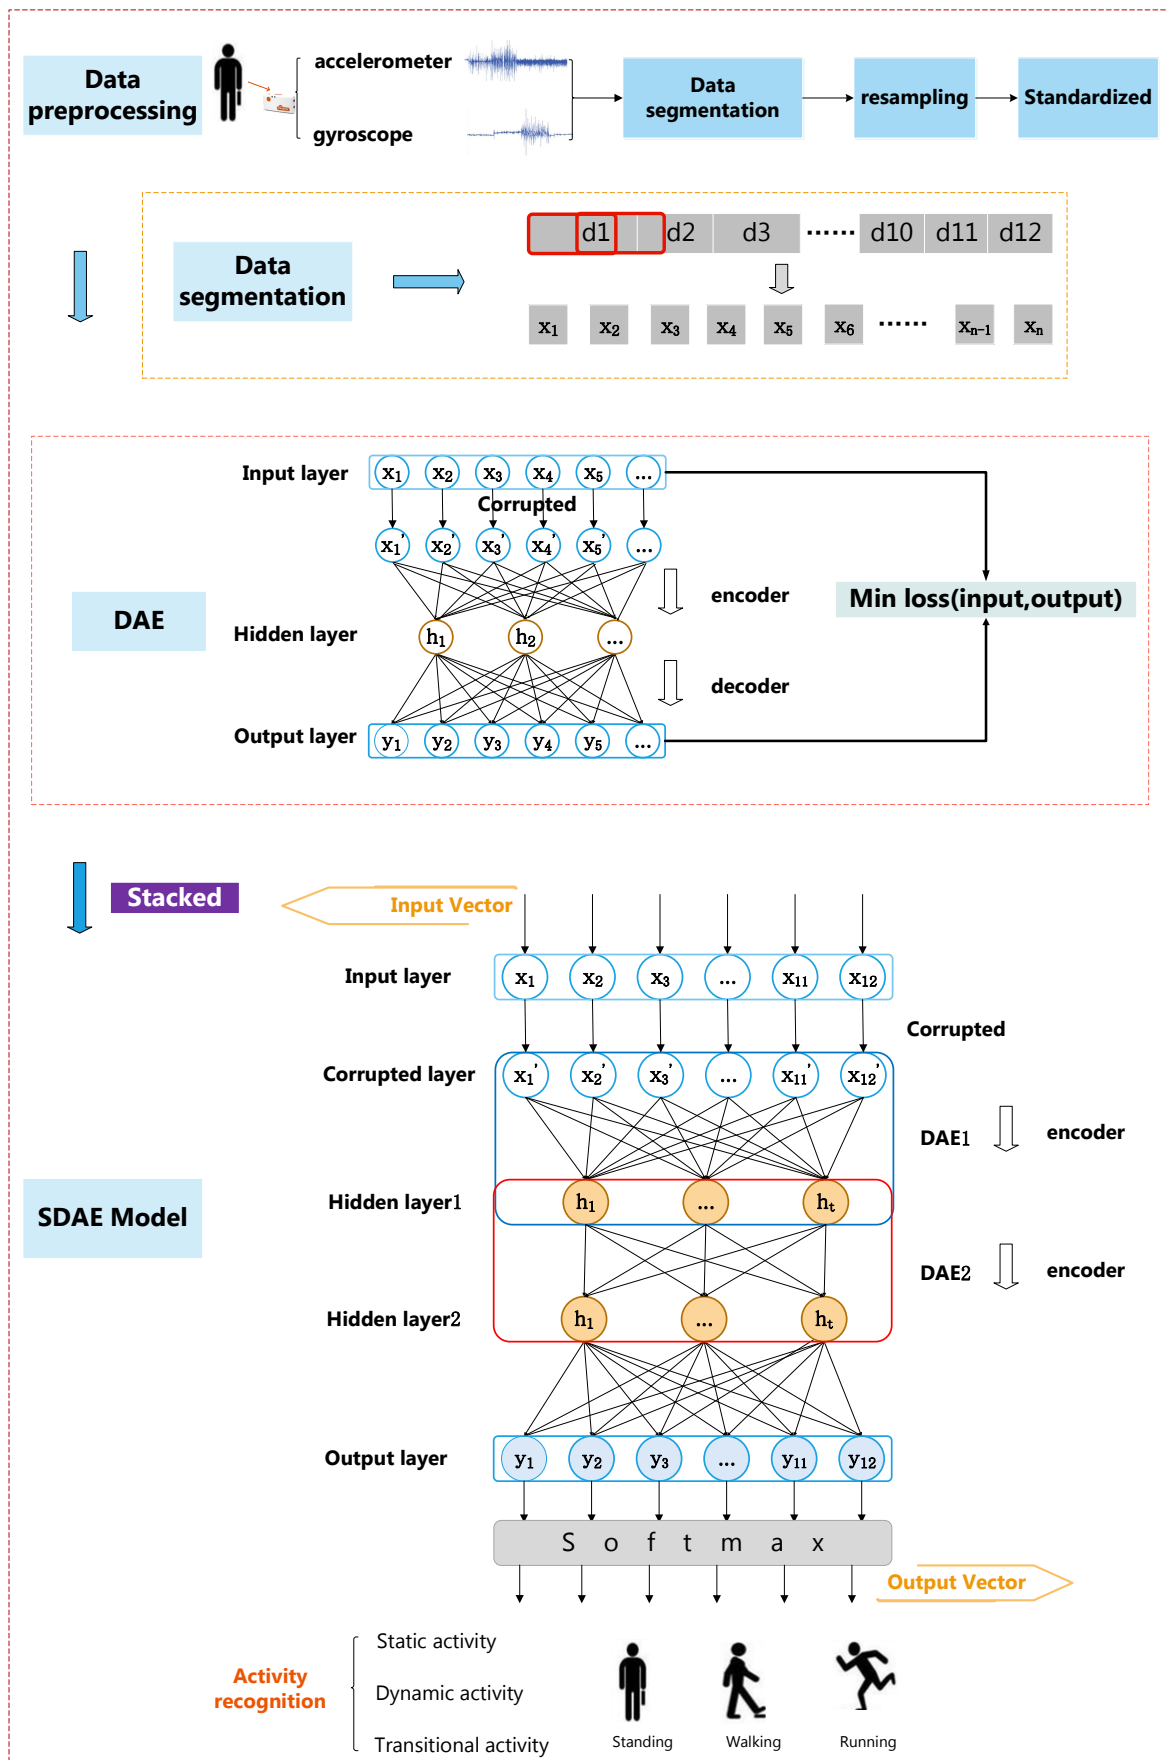 Data preprocessing
accelerometer
gyroscope
Data segmentation
resampling
Standardized
Data segmentation
d1 d2 d3 ······ d10 d11 d12
x1 x2 x3 x4 x5 x6 ······ xn-1 xn
Input layer
x1 x2 x3 x4 x5 ...
Corrupted
x1' x2' x3' x4' x5' ...
encoder
Min loss(input,output)
DAE
Hidden layer
h1 h2 ...
decoder
Output layer
y1 y2 y3 y4 y5 ...
Stacked
Input Vector
Input layer
x1 x2 x3 ... x11 x12
Corrupted
Corrupted layer
x1' x2' x3' ... x11' x12'
DAE1 encoder
SDAE Model
Hidden layer1
h1 ... ht
DAE2 encoder
Hidden layer2
h1 ... ht
Output layer
y1 y2 y3 ... y11 y12
Softmax
Output Vector
Activity recognition
Static activity
Dynamic activity
Transitional activity
Standing
Walking
Running